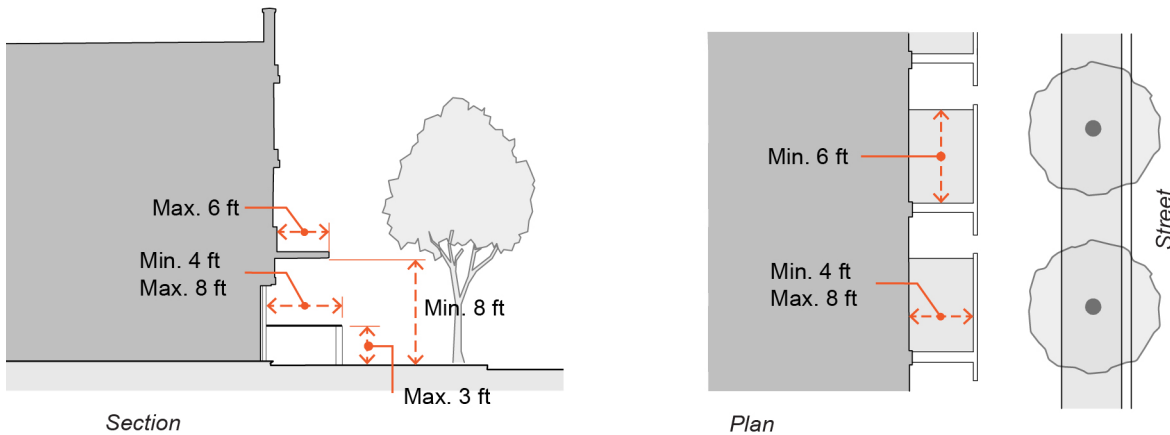 Max. 6 ft
Min. 4 ft
Max. 8 ft
Min. 8 ft
Max. 3 ft
Section
Min. 6 ft
Min. 4 ft
Max. 8 ft
Street
Plan